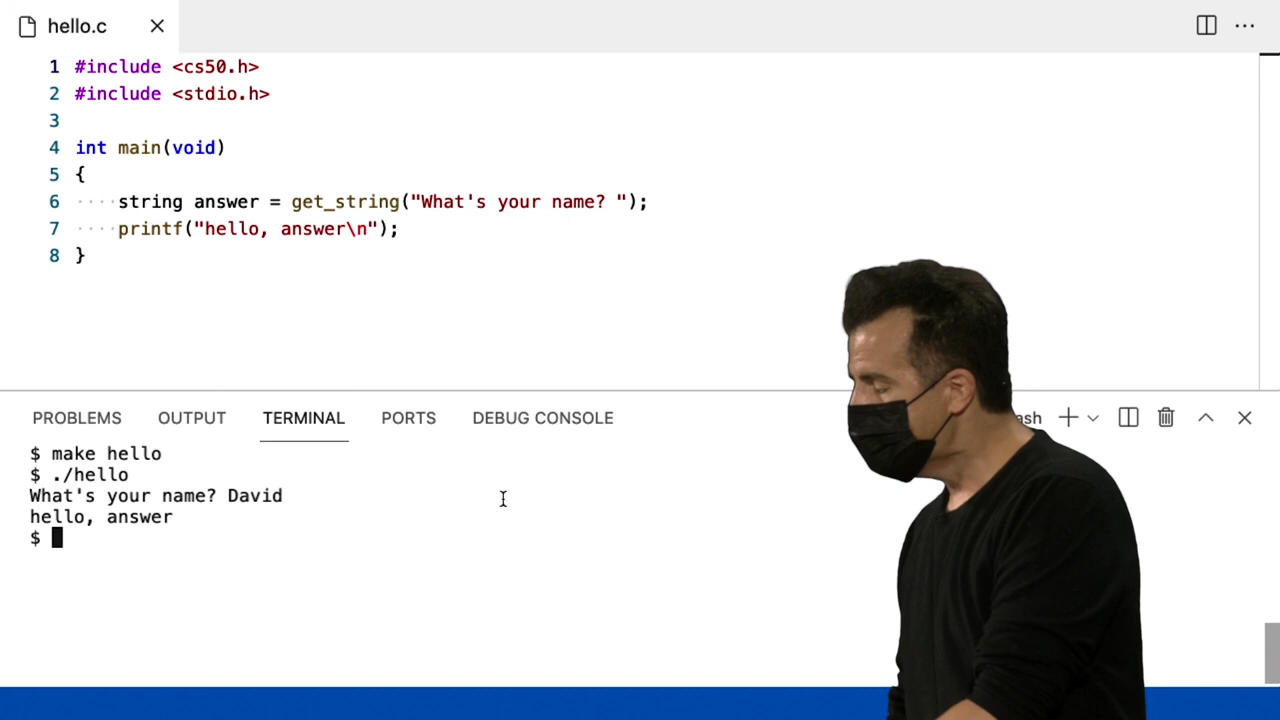 hello.c
1 #include <cs50.h>
2 #include <stdio.h>
3
4 int main(void)
5 {
6 ····string answer = get_string("What's your name? ");
7 ····printf("hello, answer\n");
8 }
PROBLEMS OUTPUT TERMINAL PORTS DEBUG CONSOLE
$ make hello
$ ./hello
What's your name? David
hello, answer
$